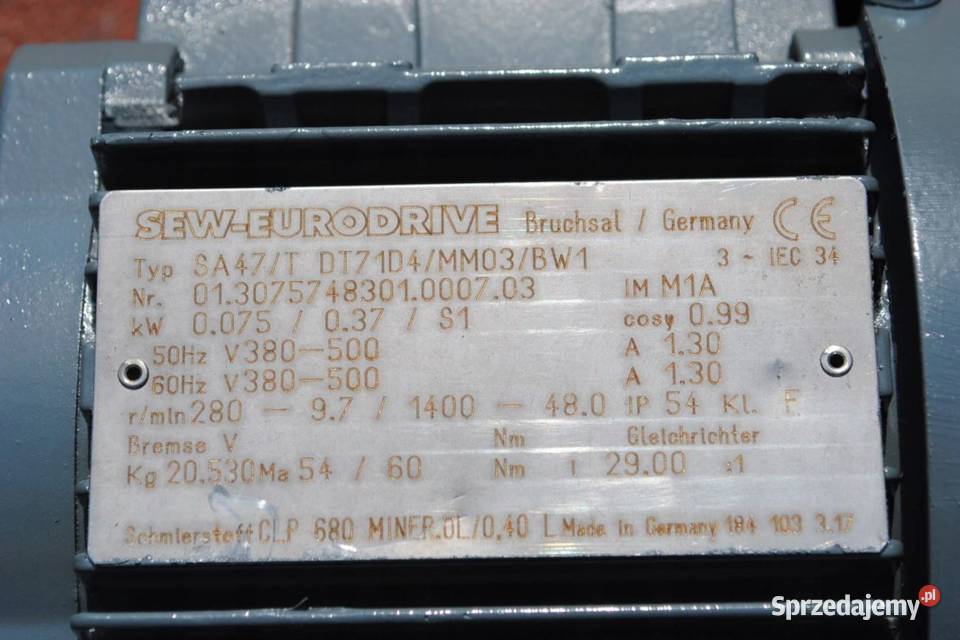 SEW-EURODRIVE Bruchsal / Germany CE
Typ SA47/T DT71D4/MM03/BW1 3 ~ IEC 34
Nr. 01.3075748301.0007.03 IM M1A
kW 0.075 / 0.37 / S1 cosφ 0.99
50Hz V 380-500 A 1.30
60Hz V 380-500 A 1.30
r/min 280 - 9.7 / 1400 - 48.0 IP 54 Kl. F
Bremse V Nm Gleichrichter
Kg 20.530 Ma 54 / 60 Nm i 29.00 :1
Schmierstoff CLP 680 MINER.ÖL/0,40 L Made in Germany 184 103 3.17
Sprzedajemy.pl